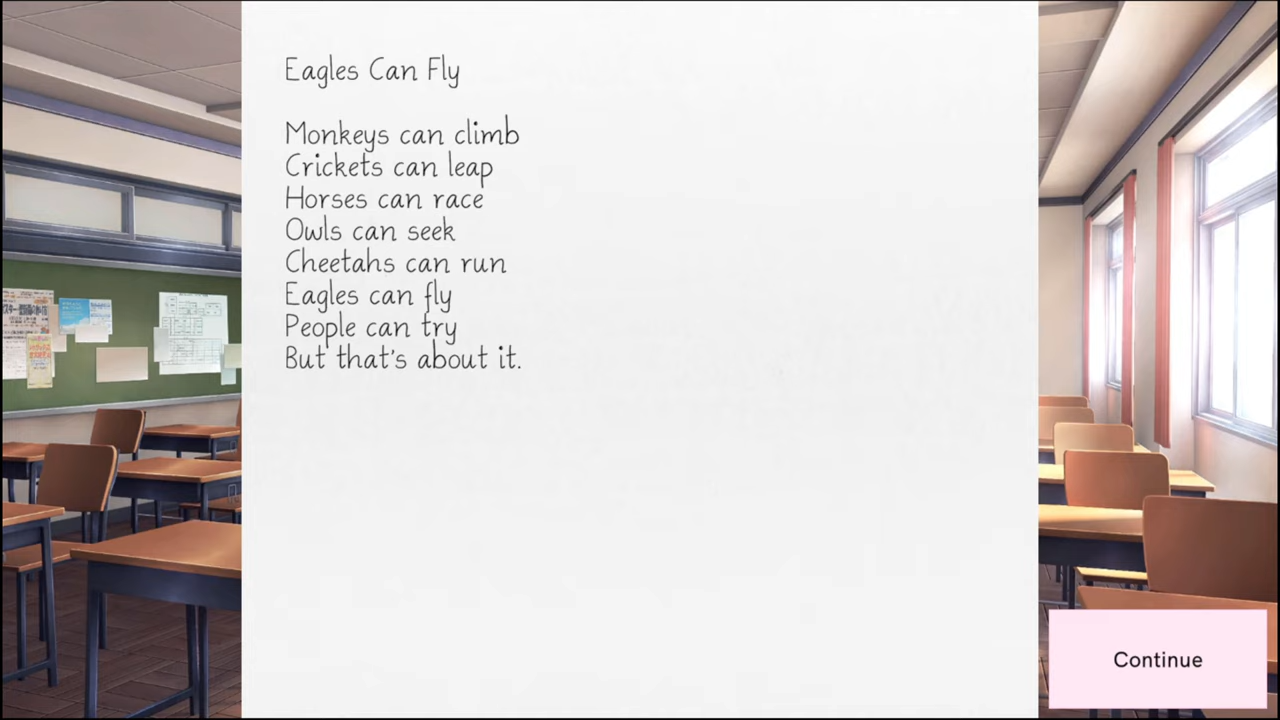 Eagles Can Fly
Monkeys can climb
Crickets can leap
Horses can race
Owls can seek
Cheetahs can run
Eagles can fly
People can try
But that's about it.
Continue